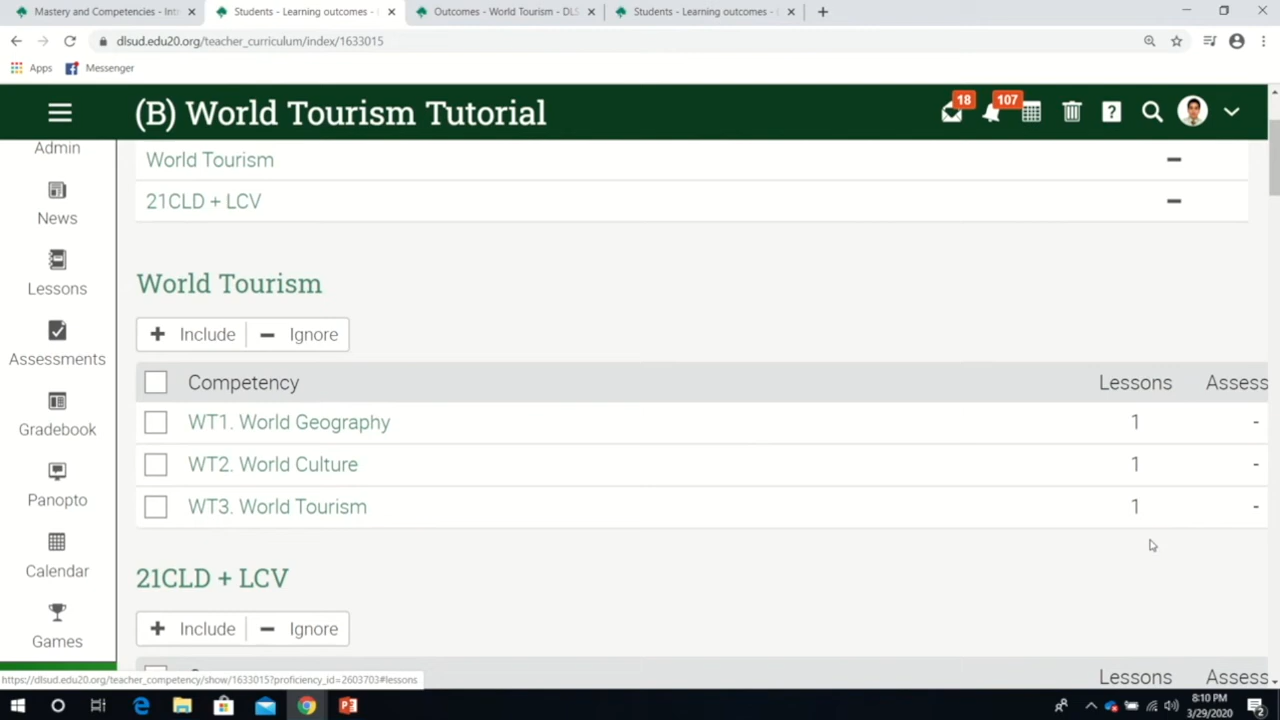 Mastery and Competencies - Int
Students - Learning outcomes -
Outcomes - World Tourism - DLS
Students - Learning outcomes -
dlsud.edu20.org/teacher_curriculum/index/1633015
Apps
Messenger
(B) World Tourism Tutorial
18
107
?
Admin
News
Lessons
Assessments
Gradebook
Panopto
Calendar
Games
World Tourism
21CLD + LCV
World Tourism
Include
Ignore
Competency
Lessons
Assess
WT1. World Geography
1
-
WT2. World Culture
1
-
WT3. World Tourism
1
-
21CLD + LCV
Include
Ignore
Lessons
Assess
https://dlsud.edu20.org/teacher_competency/show/1633015?proficiency_id=2603703#lessons
8:10 PM
3/29/2020
2